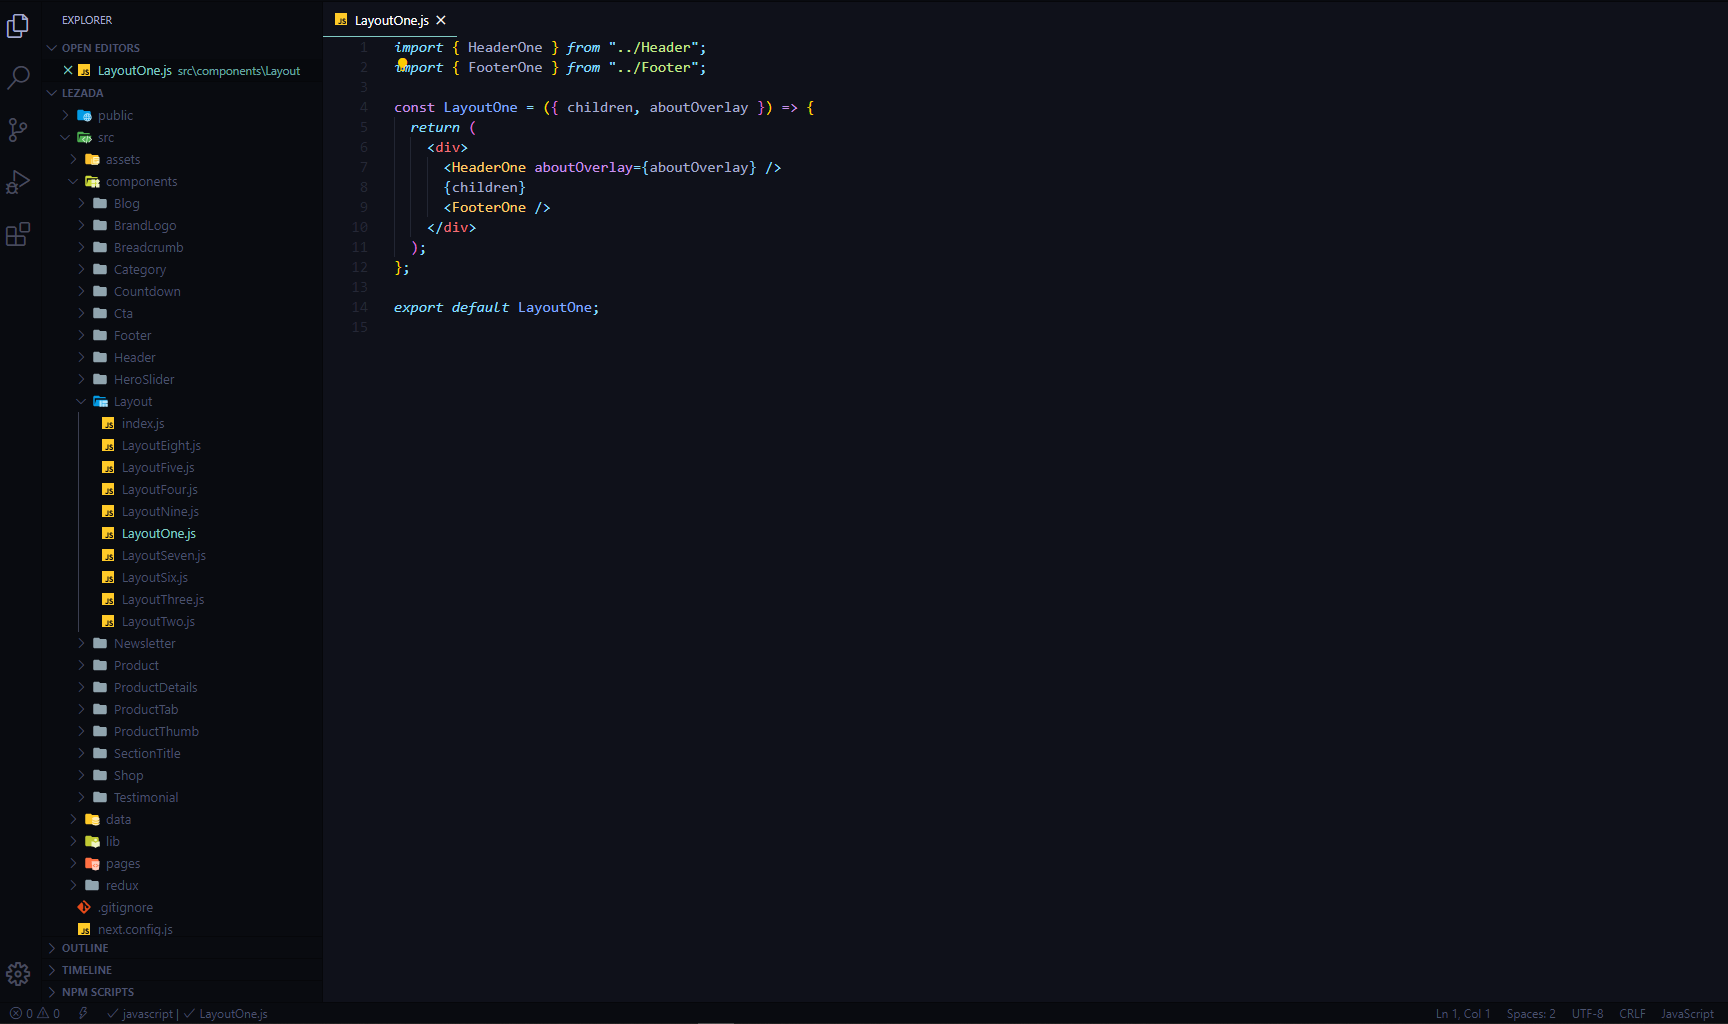 EXPLORER
OPEN EDITORS
LayoutOne.js src\components\Layout
LEZADA
public
src
assets
components
Blog
BrandLogo
Breadcrumb
Category
Countdown
Cta
Footer
Header
HeroSlider
Layout
index.js
LayoutEight.js
LayoutFive.js
LayoutFour.js
LayoutNine.js
LayoutOne.js
LayoutSeven.js
LayoutSix.js
LayoutThree.js
LayoutTwo.js
Newsletter
Product
ProductDetails
ProductTab
ProductThumb
SectionTitle
Shop
Testimonial
data
lib
pages
redux
.gitignore
next.config.js
OUTLINE
TIMELINE
NPM SCRIPTS
LayoutOne.js
1 import { HeaderOne } from "../Header";
2 import { FooterOne } from "../Footer";
3
4 const LayoutOne = ({ children, aboutOverlay }) => {
5 return (
6 <div>
7 <HeaderOne aboutOverlay={aboutOverlay} />
8 {children}
9 <FooterOne />
10 </div>
11 );
12 };
13
14 export default LayoutOne;
15
0 0 javascript | LayoutOne.js
Ln 1, Col 1 Spaces: 2 UTF-8 CRLF JavaScript